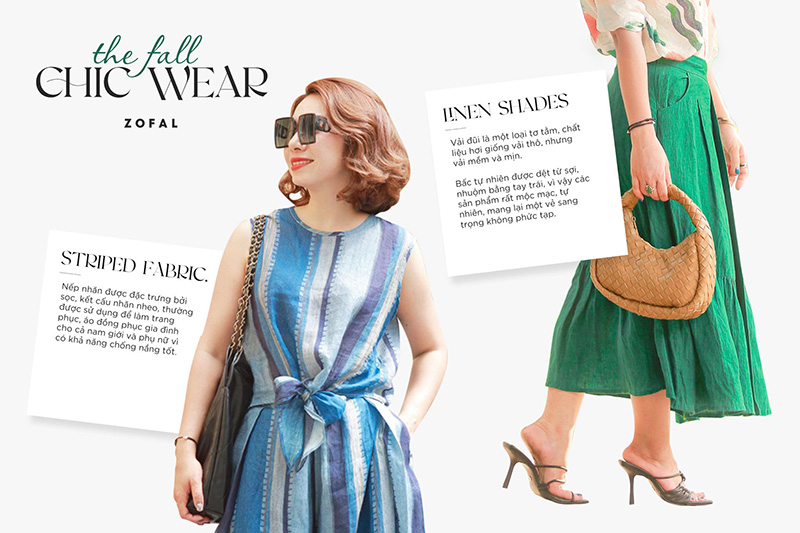 the fall
CHIC WEAR
ZOFAL
LINEN SHADES
Vải đũi là một loại tơ tằm, chất
liệu hơi giống vải thô, nhưng
vải mềm và mịn.
Bấc tự nhiên được dệt từ sợi,
nhuộm bằng tay trái, vì vậy các
sản phẩm rất mộc mạc, tự
nhiên, mang lại một vẻ sang
trọng không phức tạp.
STRIPED FABRIC.
Nếp nhăn được đặc trưng bởi
sọc, kết cấu nhăn nheo, thường
được sử dụng để làm trang
phục, áo đồng phục gia đình
cho cả nam giới và phụ nữ vì
có khả năng chống nắng tốt.